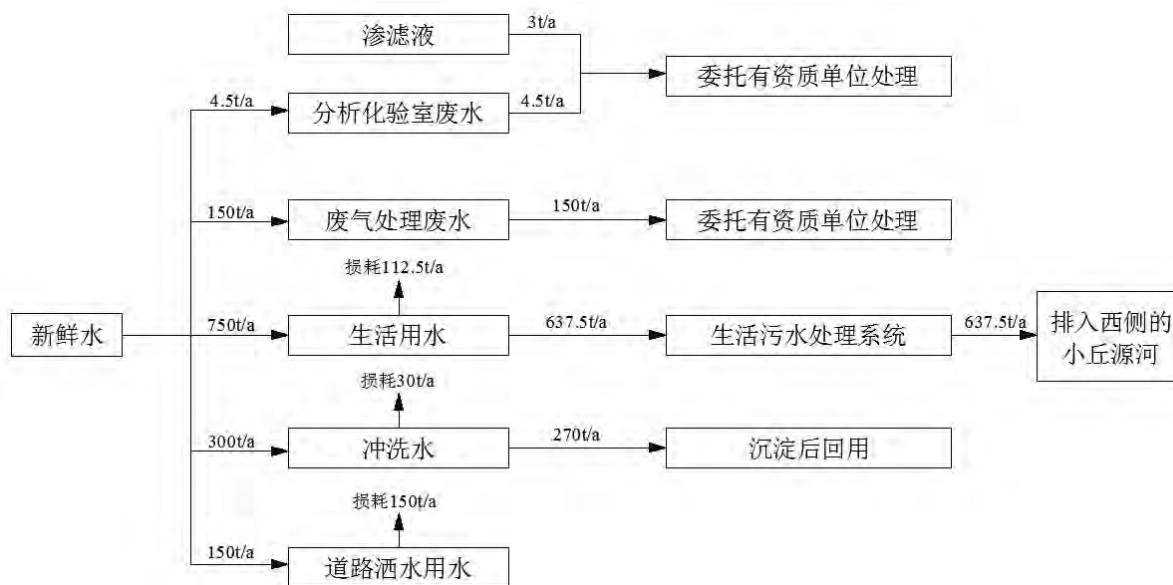 渗滤液
3t/a
委托有资质单位处理
4.5t/a
分析化验室废水
4.5t/a
150t/a
废气处理废水
150t/a
委托有资质单位处理
损耗112.5t/a
新鲜水
750t/a
生活用水
637.5t/a
生活污水处理系统
637.5t/a
排入西侧的
小丘源河
损耗30t/a
300t/a
冲洗水
270t/a
沉淀后回用
损耗150t/a
150t/a
道路洒水用水